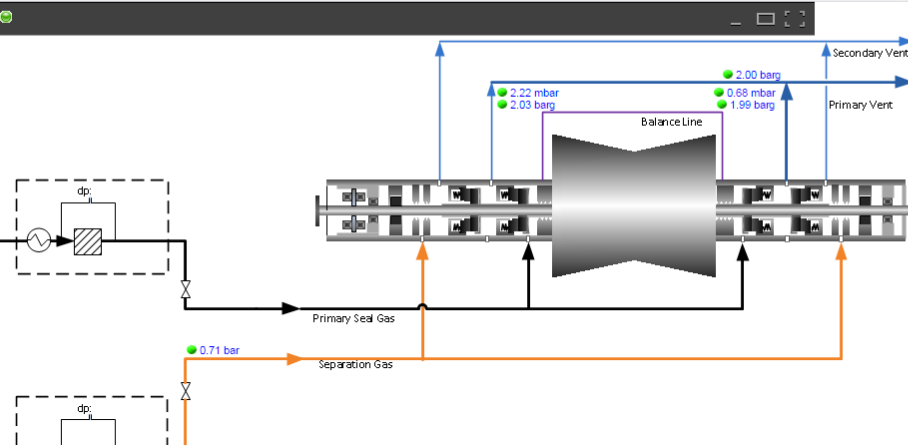 Secondary Vent
2.00 barg
2.22 mbar
0.68 mbar
2.03 barg
1.99 barg
Primary Vent
Balance Line
dp:
Primary Seal Gas
0.71 bar
Separation Gas
dp: